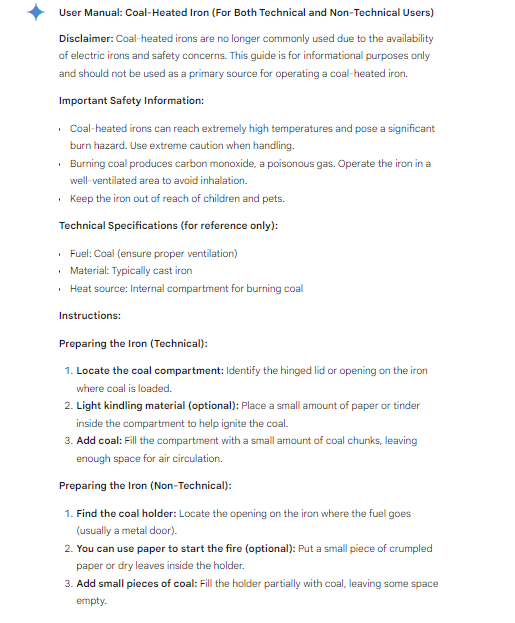 User Manual: Coal-Heated Iron (For Both Technical and Non-Technical Users)
Disclaimer: Coal-heated irons are no longer commonly used due to the availability
of electric irons and safety concerns. This guide is for informational purposes only
and should not be used as a primary source for operating a coal-heated iron.
Important Safety Information:
• Coal-heated irons can reach extremely high temperatures and pose a significant
burn hazard. Use extreme caution when handling.
• Burning coal produces carbon monoxide, a poisonous gas. Operate the iron in a
well-ventilated area to avoid inhalation.
• Keep the iron out of reach of children and pets.
Technical Specifications (for reference only):
• Fuel: Coal (ensure proper ventilation)
• Material: Typically cast iron
• Heat source: Internal compartment for burning coal
Instructions:
Preparing the Iron (Technical):
1. Locate the coal compartment: Identify the hinged lid or opening on the iron
where coal is loaded.
2. Light kindling material (optional): Place a small amount of paper or tinder
inside the compartment to help ignite the coal.
3. Add coal: Fill the compartment with a small amount of coal chunks, leaving
enough space for air circulation.
Preparing the Iron (Non-Technical):
1. Find the coal holder: Locate the opening on the iron where the fuel goes
(usually a metal door).
2. You can use paper to start the fire (optional): Put a small piece of crumpled
paper or dry leaves inside the holder.
3. Add small pieces of coal: Fill the holder partially with coal, leaving some space
empty.